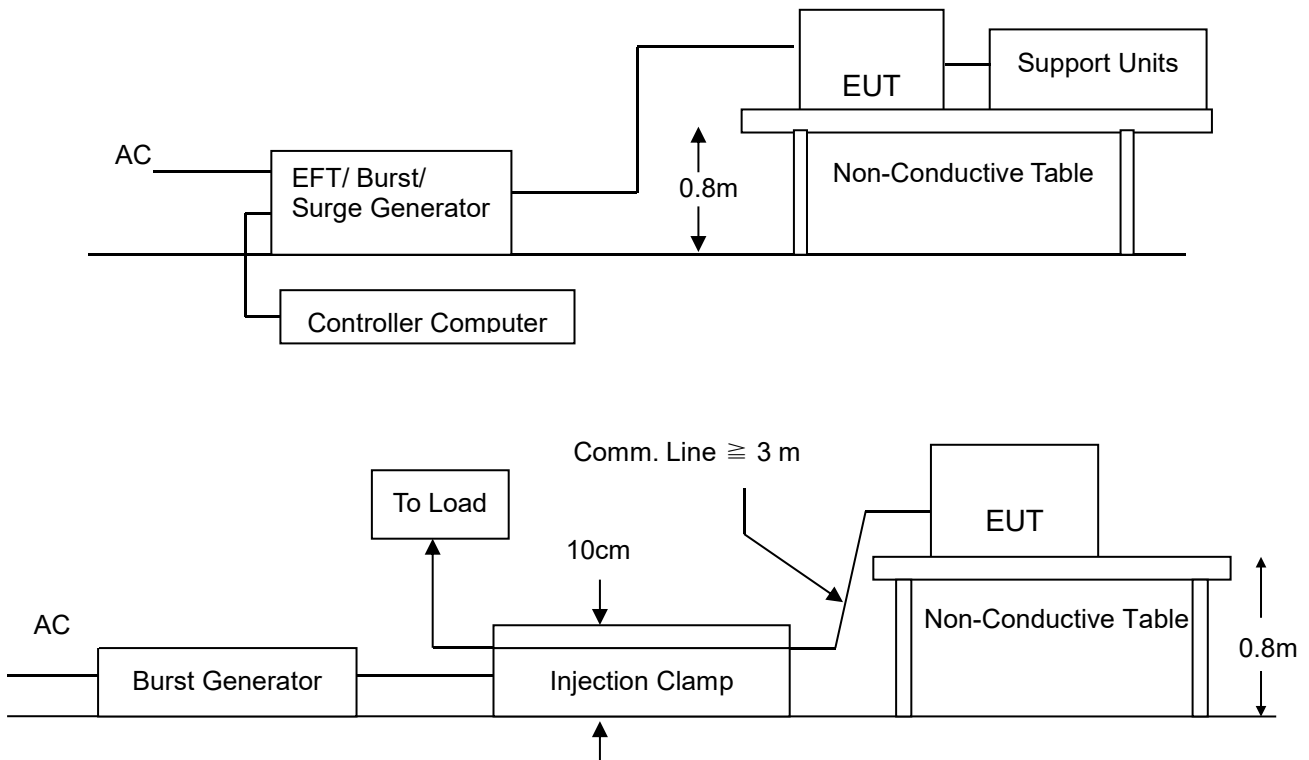 EUT
Support Units
AC
EFT/ Burst/
Surge Generator
0.8m
Non-Conductive Table
Controller Computer
Comm. Line ≧ 3 m
To Load
10cm
EUT
AC
Non-Conductive Table
0.8m
Burst Generator
Injection Clamp